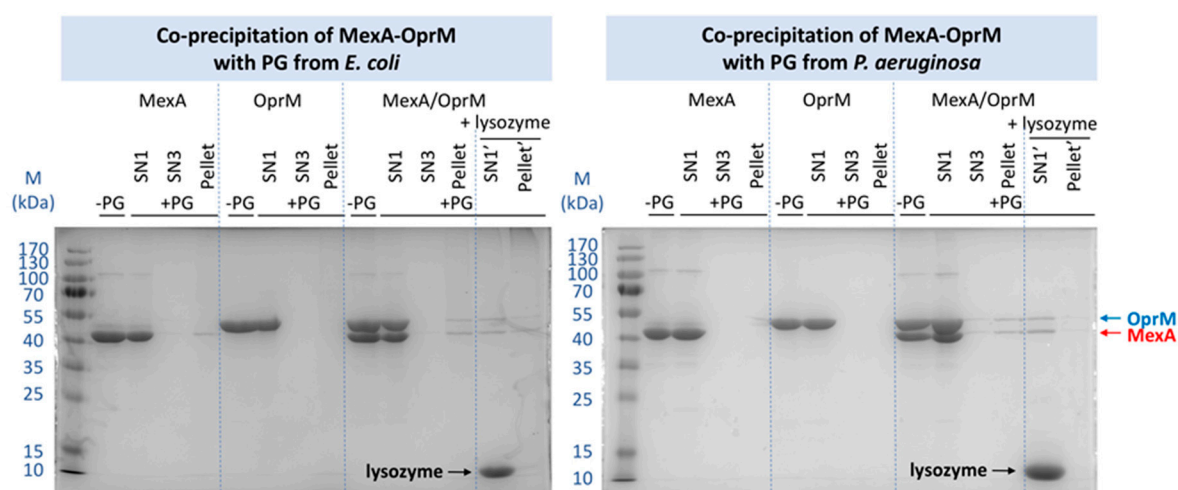 Co-precipitation of MexA-OprM
with PG from E. coli
MexA OprM MexA/OprM
+ lysozyme
M
(kDa)
SN1 SN3 Pellet SN1 SN3 Pellet SN1 SN3 Pellet SN1' Pellet'
-PG +PG -PG +PG -PG +PG
170
130
100
70
55
40
35
25
15
10
lysozyme →
Co-precipitation of MexA-OprM
with PG from P. aeruginosa
MexA OprM MexA/OprM
+ lysozyme
M
(kDa)
SN1 SN3 Pellet SN1 SN3 Pellet SN1 SN3 Pellet SN1' Pellet'
-PG +PG -PG +PG -PG +PG
170
130
100
70
55
40
35
25
15
10
← OprM
← MexA
lysozyme →